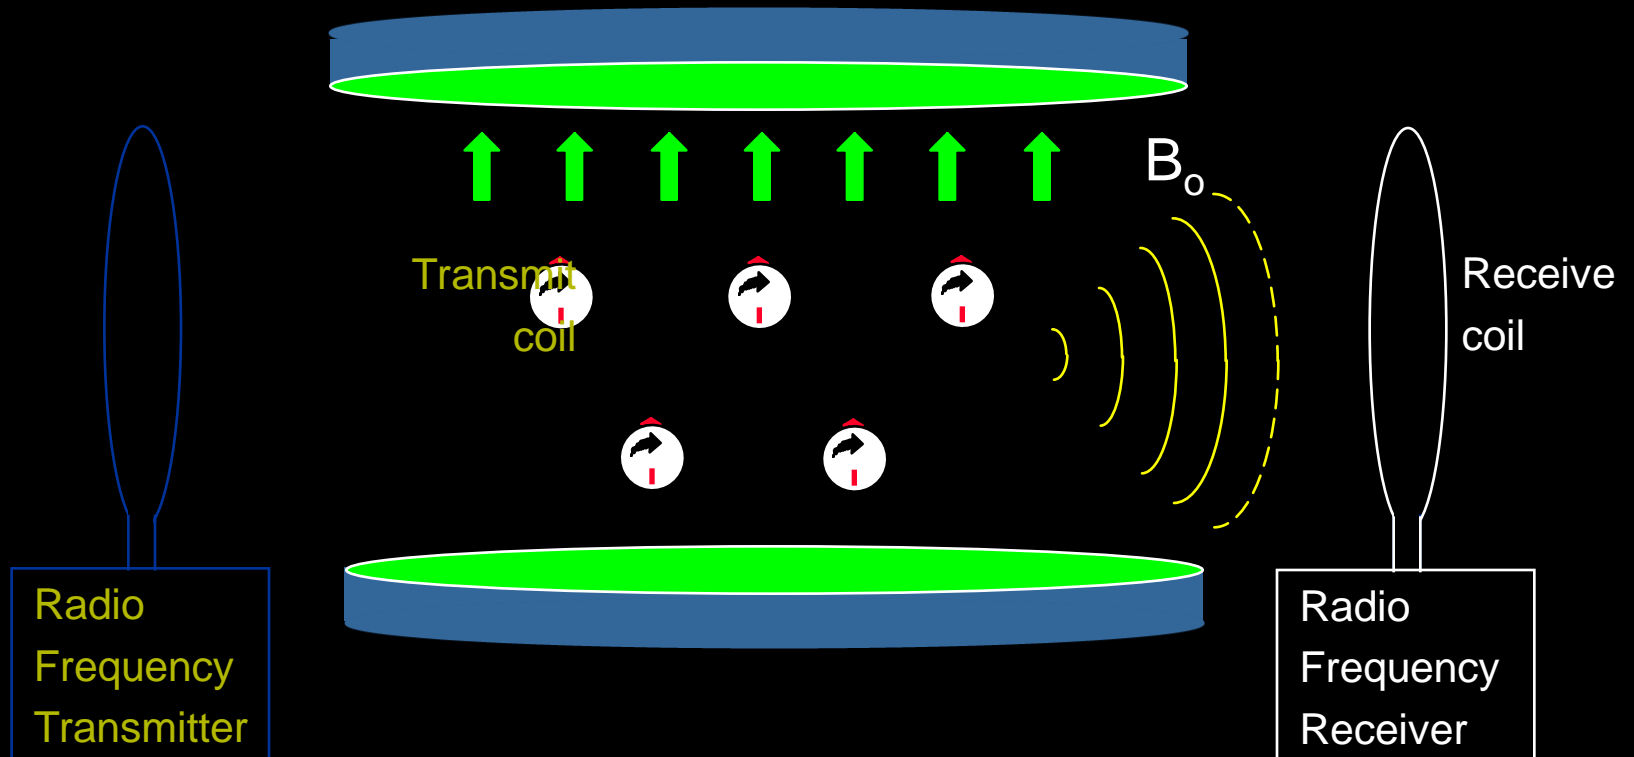 Bo
Transmit
coil
Receive
coil
Radio
Frequency
Transmitter
Radio
Frequency
Receiver